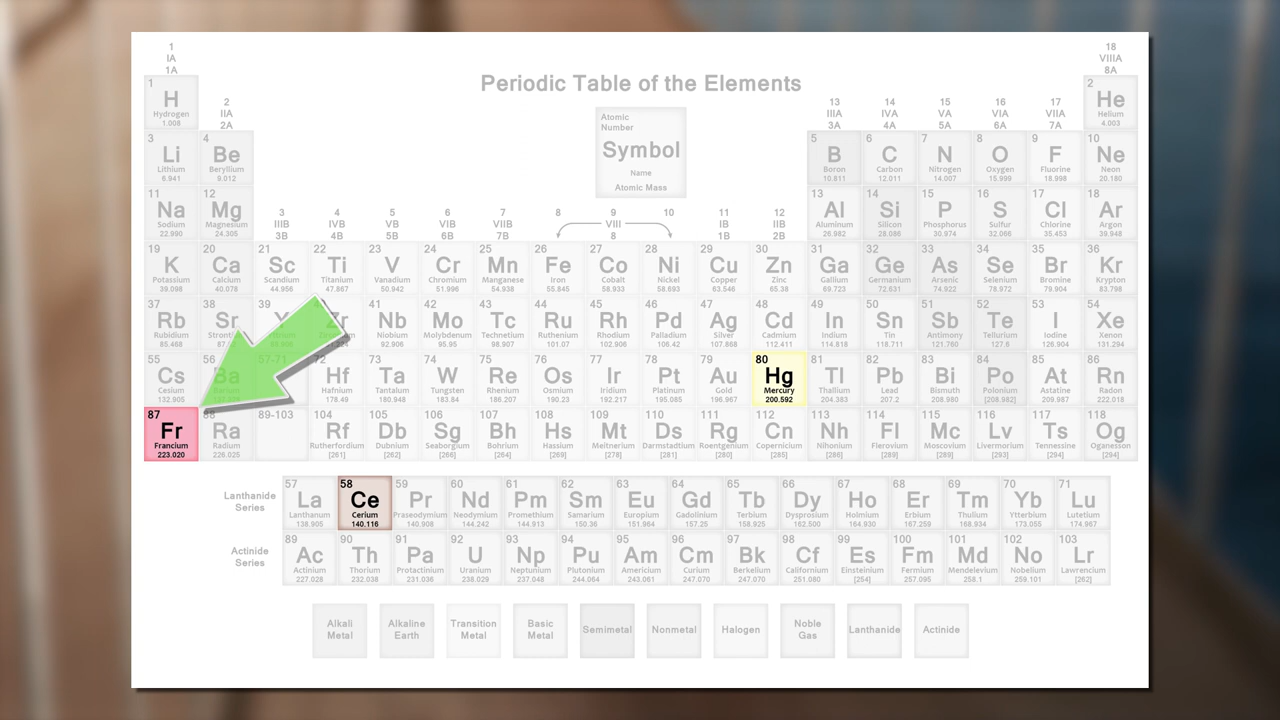 1
IA
1A
18
VIIIA
8A
Periodic Table of the Elements
1 2
H He
Hydrogen Helium
1.008 4.003
2
IIA
2A
Atomic
Number
Symbol
Name
Atomic Mass
13 14 15 16 17
IIIA IVA VA VIA VIIA
3A 4A 5A 6A 7A
3 4 5 6 7 8 9 10
Li Be B C N O F Ne
Lithium Beryllium Boron Carbon Nitrogen Oxygen Fluorine Neon
6.941 9.012 10.811 12.011 14.007 15.999 18.998 20.180
11 12 13 14 15 16 17 18
Na Mg Al Si P S Cl Ar
Sodium Magnesium Aluminum Silicon Phosphorus Sulfur Chlorine Argon
22.990 24.305 26.982 28.086 30.974 32.066 35.453 39.948
3 4 5 6 7 8 9 10 11 12
IIIB IVB VB VIB VIIB VIII IB IIB
3B 4B 5B 6B 7B 8 1B 2B
19 20 21 22 23 24 25 26 27 28 29 30 31 32 33 34 35 36
K Ca Sc Ti V Cr Mn Fe Co Ni Cu Zn Ga Ge As Se Br Kr
Potassium Calcium Scandium Titanium Vanadium Chromium Manganese Iron Cobalt Nickel Copper Zinc Gallium Germanium Arsenic Selenium Bromine Krypton
39.098 40.078 44.956 47.867 50.942 51.996 54.938 55.845 58.933 58.693 63.546 65.38 69.723 72.631 74.922 78.972 79.904 83.798
37 38 39 41 42 43 44 45 46 47 48 49 50 51 52 53 54
Rb Sr Y Zr Nb Mo Tc Ru Rh Pd Ag Cd In Sn Sb Te I Xe
Rubidium Niobium Molybdenum Technetium Ruthenium Rhodium Palladium Silver Cadmium Indium Tin Antimony Tellurium Iodine Xenon
85.468 92.906 95.95 98.907 101.07 102.906 106.42 107.868 112.411 114.818 118.711 121.760 127.6 126.904 131.294
55 56 57-71 72 73 74 75 76 77 78 79 80 81 82 83 84 85 86
Cs Ba Hf Ta W Re Os Ir Pt Au Hg Tl Pb Bi Po At Rn
Cesium Hafnium Tantalum Tungsten Rhenium Osmium Iridium Platinum Gold Mercury Thallium Lead Bismuth Polonium Astatine Radon
132.905 178.49 180.948 183.84 186.207 190.23 192.217 195.085 196.967 200.592 204.383 207.2 208.980 [208.982] 209.987 222.018
87 88 89-103 104 105 106 107 108 109 110 111 112 113 114 115 116 117 118
Fr Ra Rf Db Sg Bh Hs Mt Ds Rg Cn Nh Fl Mc Lv Ts Og
Francium Radium Rutherfordium Dubnium Seaborgium Bohrium Hassium Meitnerium Darmstadtium Roentgenium Copernicium Nihonium Flerovium Moscovium Livermorium Tennessine Oganesson
223.020 226.025 [261] [262] [266] [264] [269] [278] [281] [280] [285] [286] [289] [289] [293] [294] [294]
Lanthanide
Series
57 58 59 60 61 62 63 64 65 66 67 68 69 70 71
La Ce Pr Nd Pm Sm Eu Gd Tb Dy Ho Er Tm Yb Lu
Lanthanum Cerium Praseodymium Neodymium Promethium Samarium Europium Gadolinium Terbium Dysprosium Holmium Erbium Thulium Ytterbium Lutetium
138.905 140.116 140.908 144.242 144.913 150.36 151.964 157.25 158.925 162.500 164.930 167.259 168.934 173.055 174.967
Actinide
Series
89 90 91 92 93 94 95 96 97 98 99 100 101 102 103
Ac Th Pa U Np Pu Am Cm Bk Cf Es Fm Md No Lr
Actinium Thorium Protactinium Uranium Neptunium Plutonium Americium Curium Berkelium Californium Einsteinium Fermium Mendelevium Nobelium Lawrencium
227.028 232.038 231.036 238.029 237.048 244.064 243.061 247.070 247.070 251.080 [254] 257.095 258.1 259.101 [262]
Alkali
Metal
Alkaline
Earth
Transition
Metal
Basic
Metal
Semimetal
Nonmetal
Halogen
Noble
Gas
Lanthanide
Actinide